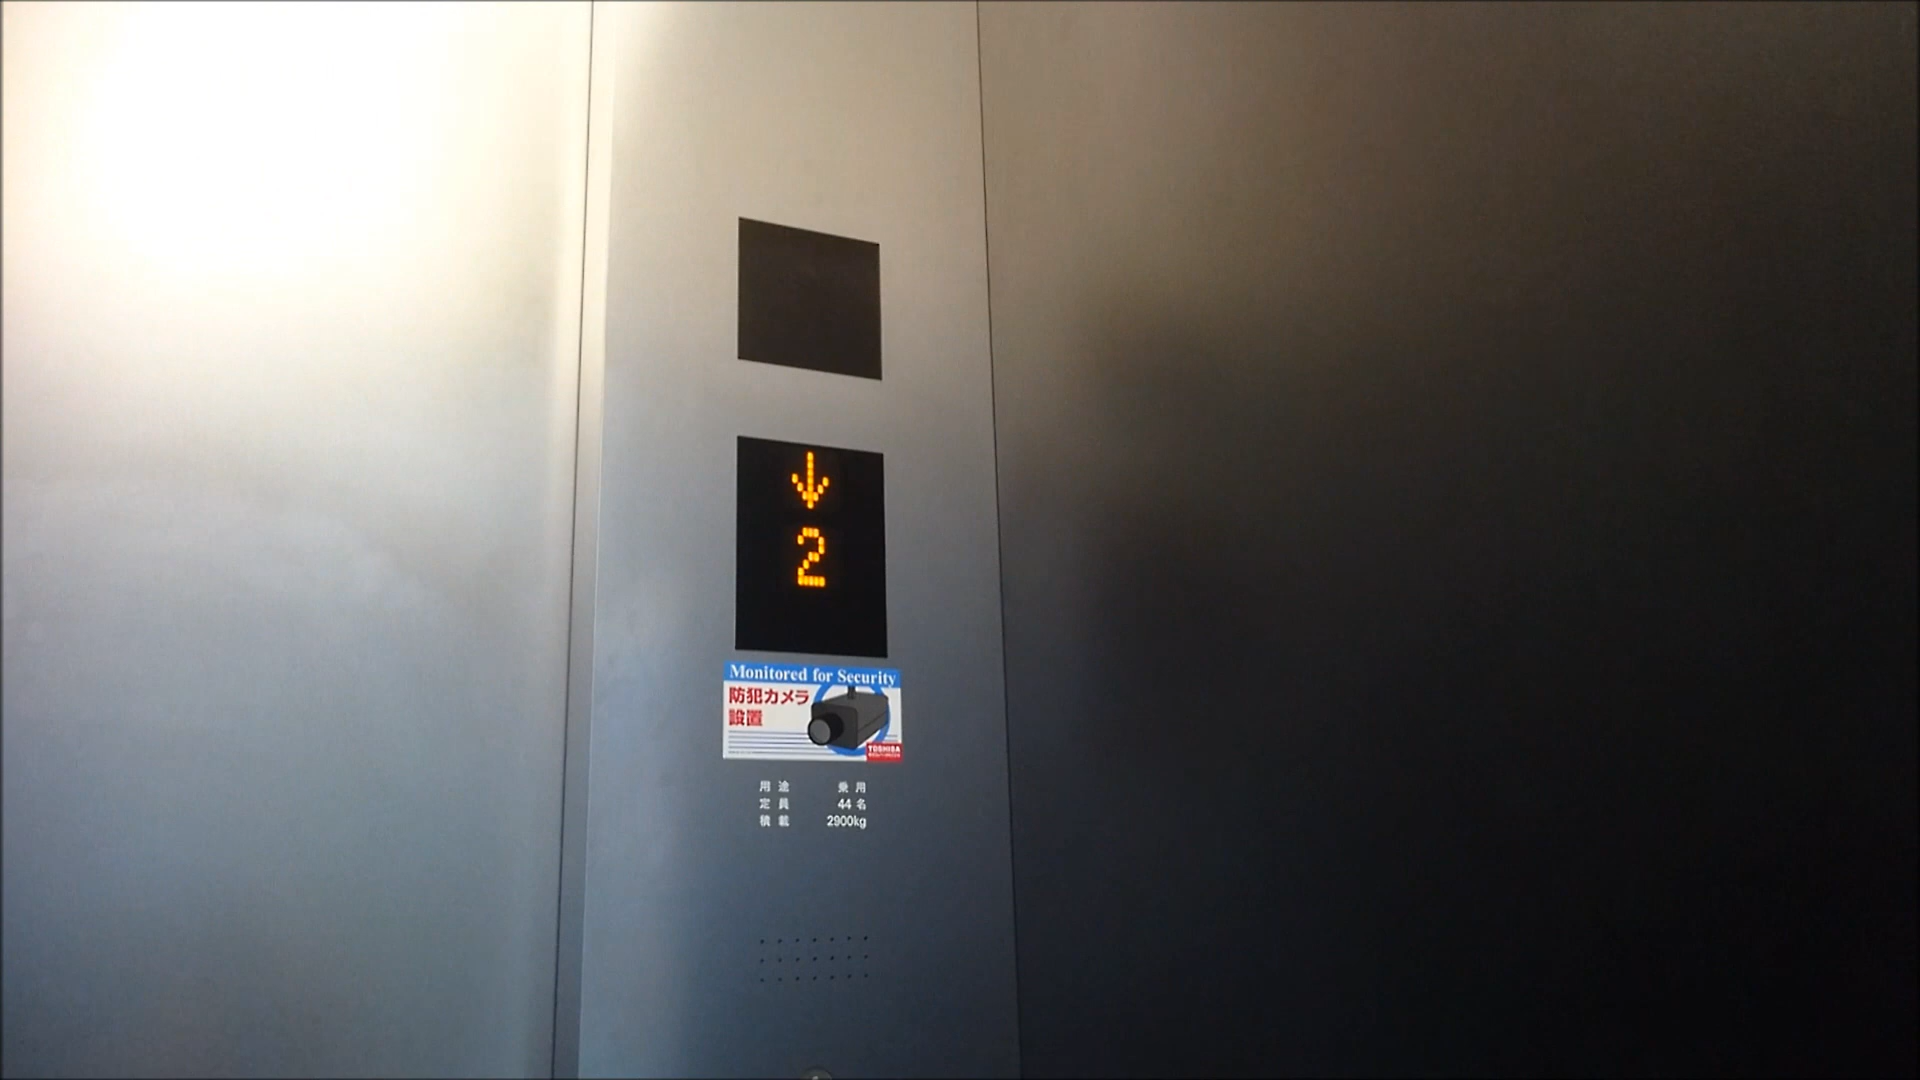 ↓
2
Monitored for Security
防犯カメラ
設置
TOSHIBA
用途 乗用
定員 44名
積載 2900kg